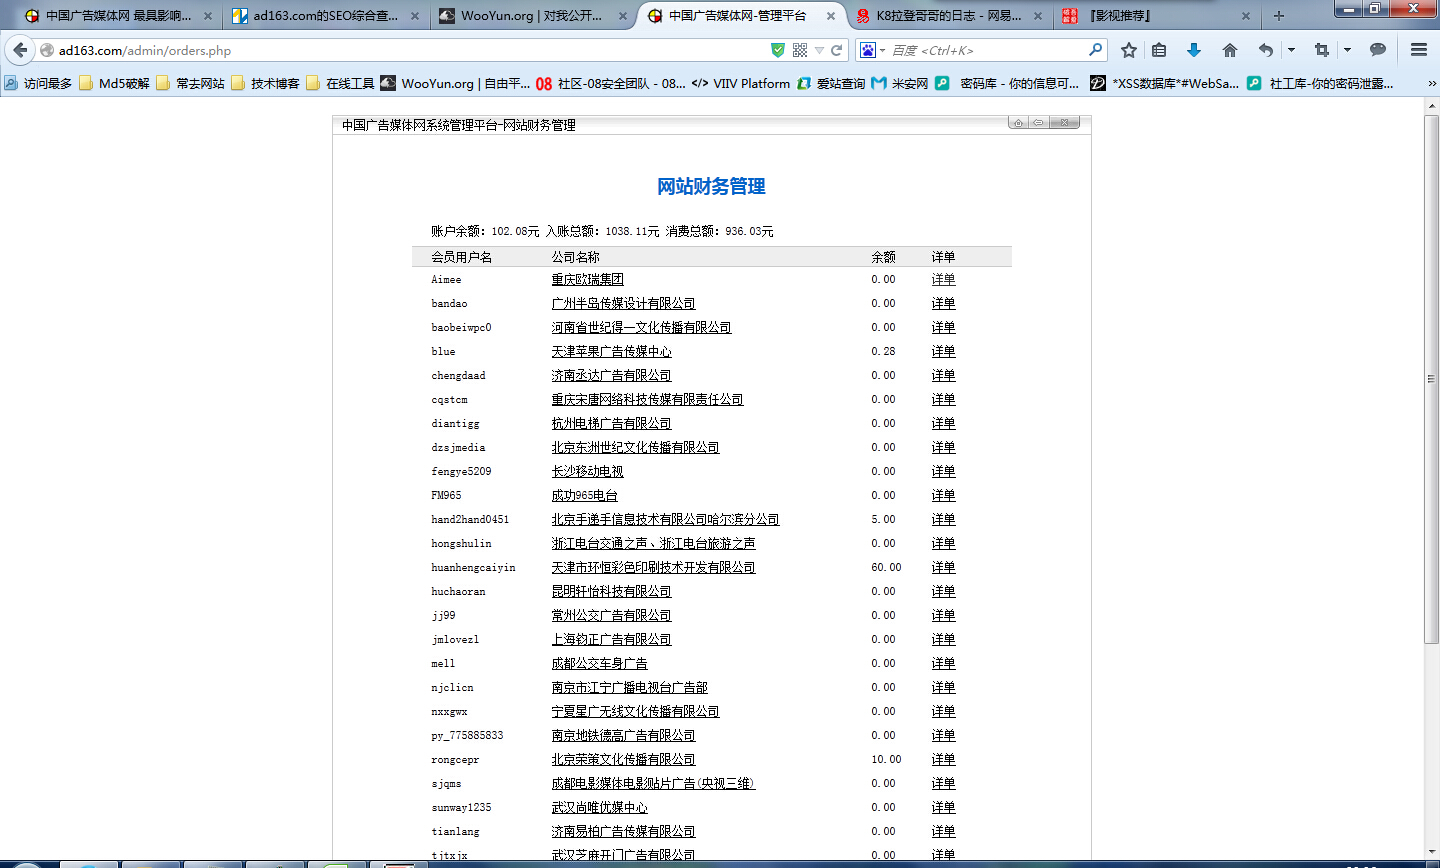 中国广告媒体网 最具影响...
ad163.com的SEO综合查...
WooYun.org | 对我公开...
中国广告媒体网-管理平台
K8拉登哥哥的日志 - 网易...
『影视推荐』
ad163.com/admin/orders.php
百度 <Ctrl+K>
访问最多 Md5破解 常去网站 技术博客 在线工具 WooYun.org | 自由平... 社区-08安全团队 - 08... VIIV Platform 爱站查询 米安网 密码库 - 你的信息可... *XSS数据库*#WebSa... 社工库-你的密码泄露...
中国广告媒体网系统管理平台-网站财务管理
网站财务管理
账户余额: 102.08元 入账总额: 1038.11元 消费总额: 936.03元
会员用户名 公司名称 余额 详单
Aimee 重庆欧瑞集团 0.00 详单
bandao 广州半岛传媒设计有限公司 0.00 详单
baobeiwpc0 河南省世纪得一文化传播有限公司 0.00 详单
blue 天津苹果广告传媒中心 0.28 详单
chengdaad 济南丞达广告有限公司 0.00 详单
cqstcm 重庆宋唐网络科技传媒有限责任公司 0.00 详单
diantigg 杭州电梯广告有限公司 0.00 详单
dzsjmedia 北京东洲世纪文化传播有限公司 0.00 详单
fengye5209 长沙移动电视 0.00 详单
FM965 成功965电台 0.00 详单
hand2hand0451 北京手递手信息技术有限公司哈尔滨分公司 5.00 详单
hongshulin 浙江电台交通之声、浙江电台旅游之声 0.00 详单
huanhengcaiyin 天津市环恒彩色印刷技术开发有限公司 60.00 详单
huchaoran 昆明轩怡科技有限公司 0.00 详单
jj99 常州公交广告有限公司 0.00 详单
jmlovezl 上海钧正广告有限公司 0.00 详单
mell 成都公交车身广告 0.00 详单
njclicn 南京市江宁广播电视台广告部 0.00 详单
nxxgwx 宁夏星广无线文化传播有限公司 0.00 详单
py_775885833 南京地铁德高广告有限公司 0.00 详单
rongcepr 北京荣策文化传播有限公司 10.00 详单
sjqms 成都电影媒体电影贴片广告(央视三维) 0.00 详单
sunway1235 武汉尚唯优媒中心 0.00 详单
tianlang 济南易柏广告传媒有限公司 0.00 详单
tjtxjx 武汉芝麻开门广告有限公司 0.00 详单